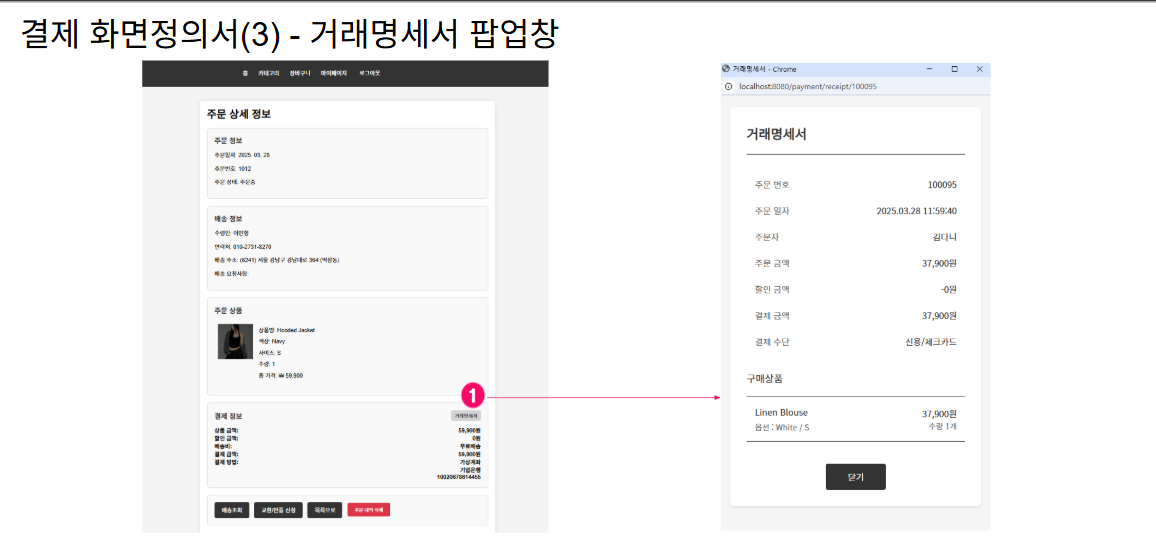 결제 화면정의서(3) - 거래명세서 팝업창
홈 카테고리 장바구니 마이페이지 로그아웃
주문 상세 정보
주문 정보
주문일자: 2025. 03. 28
주문번호: 1012
주문 상태: 주문중
배송 정보
수령인: 이민형
연락처: 010-2731-8270
배송 주소: (6241) 서울 강남구 강남대로 364 (역삼동)
배송 요청사항:
주문 상품
상품명: Hooded Jacket
색상: Navy
사이즈: S
수량: 1
총 가격: ₩ 59,900
1
결제 정보
거래명세서
상품 금액: 59,900원
할인 금액: 0원
배송비: 무료배송
결제 금액: 59,900원
결제 방법: 가상계좌
기업은행
10020678614455
배송조회 교환/반품 신청 목록으로 주문 내역 삭제
거래명세서 - Chrome
localhost:8080/payment/receipt/100095
거래명세서
주문 번호 100095
주문 일자 2025.03.28 11:59:40
주문자 김다니
주문 금액 37,900원
할인 금액 -0원
결제 금액 37,900원
결제 수단 신용/체크카드
구매상품
Linen Blouse 37,900원
옵션 : White / S 수량 1개
닫기